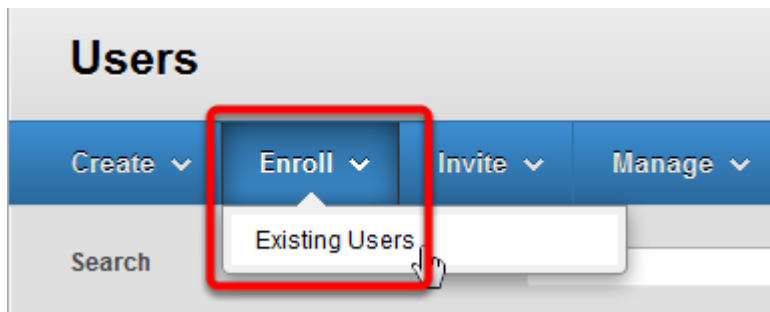 Users
Create Enroll Invite Manage
Existing Users
Search